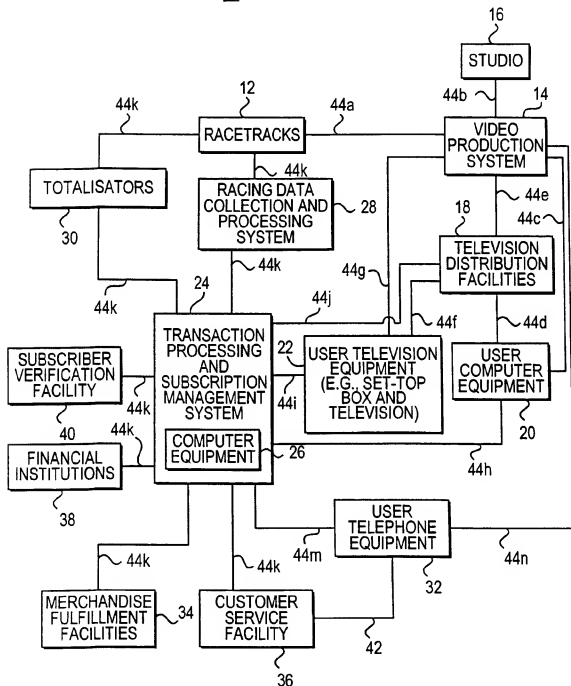 16
STUDIO
44b
14
12
44k
RACETRACKS
44a
VIDEO
PRODUCTION
SYSTEM
44k
TOTALISATORS
30
RACING DATA
COLLECTION AND
PROCESSING
SYSTEM
28
44e
44c
18
TELEVISION
DISTRIBUTION
FACILITIES
44g
44k
44k
24
44j
44f
44d
TRANSACTION
PROCESSING
AND
SUBSCRIPTION
MANAGEMENT
SYSTEM
COMPUTER
EQUIPMENT
26
22
USER TELEVISION
EQUIPMENT
(E.G., SET-TOP
BOX AND
TELEVISION)
44i
USER
COMPUTER
EQUIPMENT
20
SUBSCRIBER
VERIFICATION
FACILITY
40
44k
44k
FINANCIAL
INSTITUTIONS
38
44h
44m
USER
TELEPHONE
EQUIPMENT
32
44n
44k
44k
MERCHANDISE
FULFILLMENT
FACILITIES
34
CUSTOMER
SERVICE
FACILITY
36
42